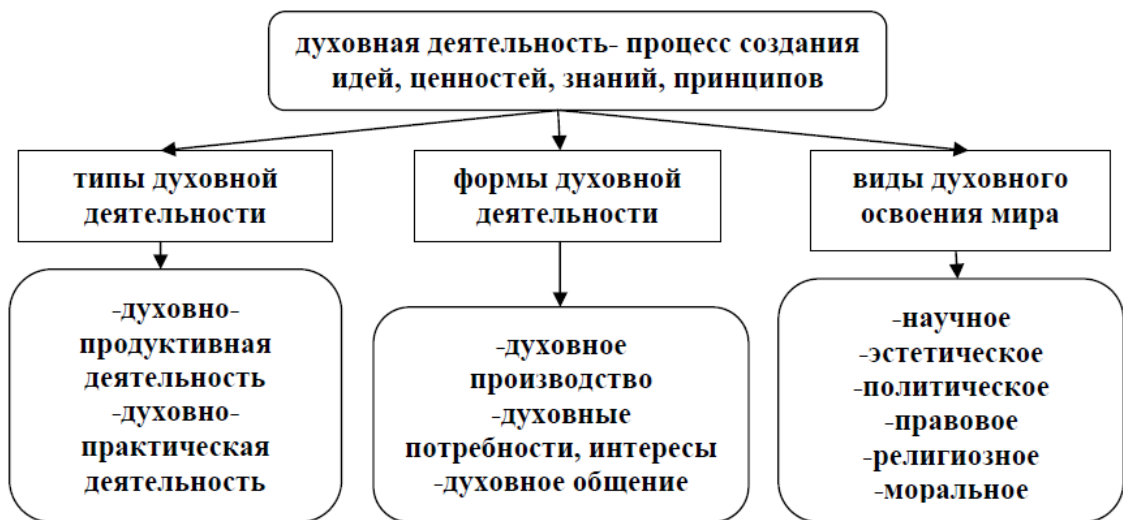 духовная деятельность- процесс создания
идей, ценностей, знаний, принципов
типы духовной
деятельности
формы духовной
деятельности
виды духовного
освоения мира
-духовно-
продуктивная
деятельность
-духовно-
практическая
деятельность
-духовное
производство
-духовные
потребности, интересы
-духовное общение
-научное
-эстетическое
-политическое
-правовое
-религиозное
-моральное